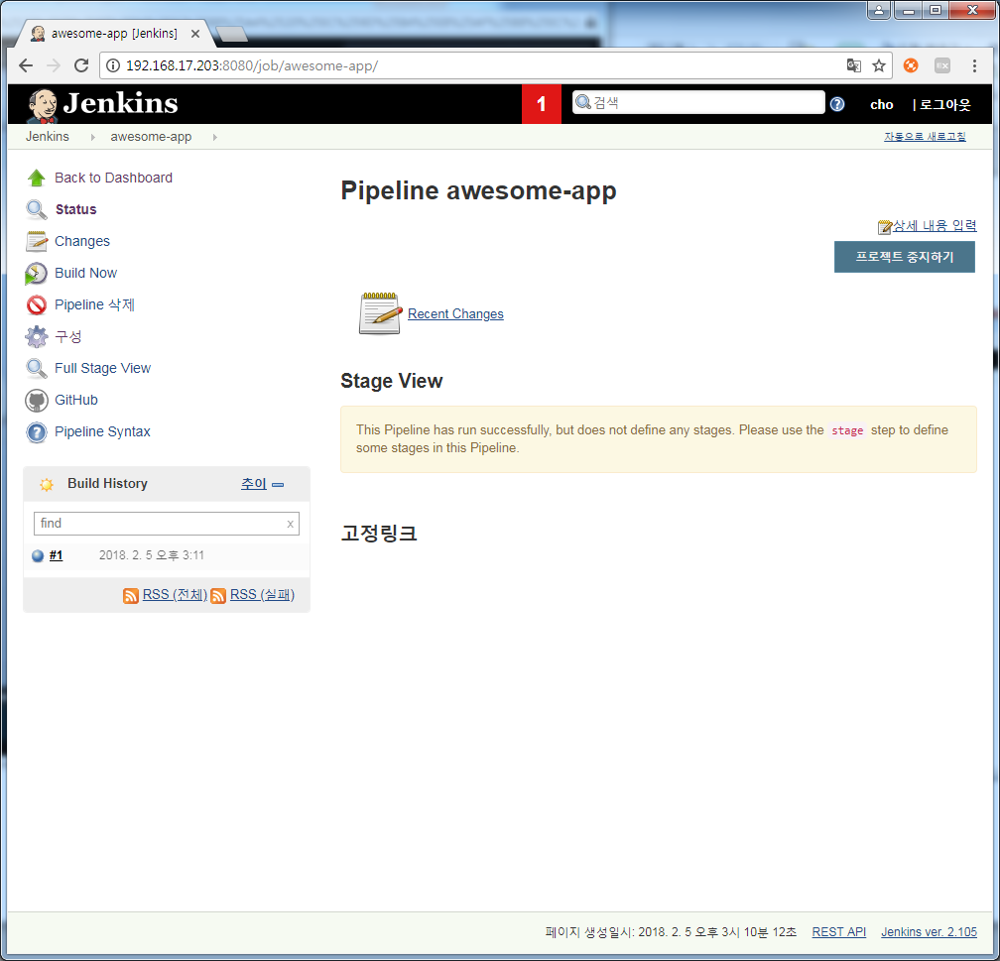 awesome-app [Jenkins]
192.168.17.203:8080/job/awesome-app/
EX
Jenkins
1
검색
cho
| 로그아웃
Jenkins
awesome-app
자동으로 새로고침
Back to Dashboard
Status
Changes
Build Now
Pipeline 삭제
구성
Full Stage View
GitHub
Pipeline Syntax
Build History
추이
find
x
#1
2018. 2. 5 오후 3:11
RSS (전체)
RSS (실패)
Pipeline awesome-app
상세 내용 입력
프로젝트 중지하기
Recent Changes
Stage View
This Pipeline has run successfully, but does not define any stages. Please use the stage step to define
some stages in this Pipeline.
고정링크
페이지 생성일시: 2018. 2. 5 오후 3시 10분 12초
REST API
Jenkins ver. 2.105